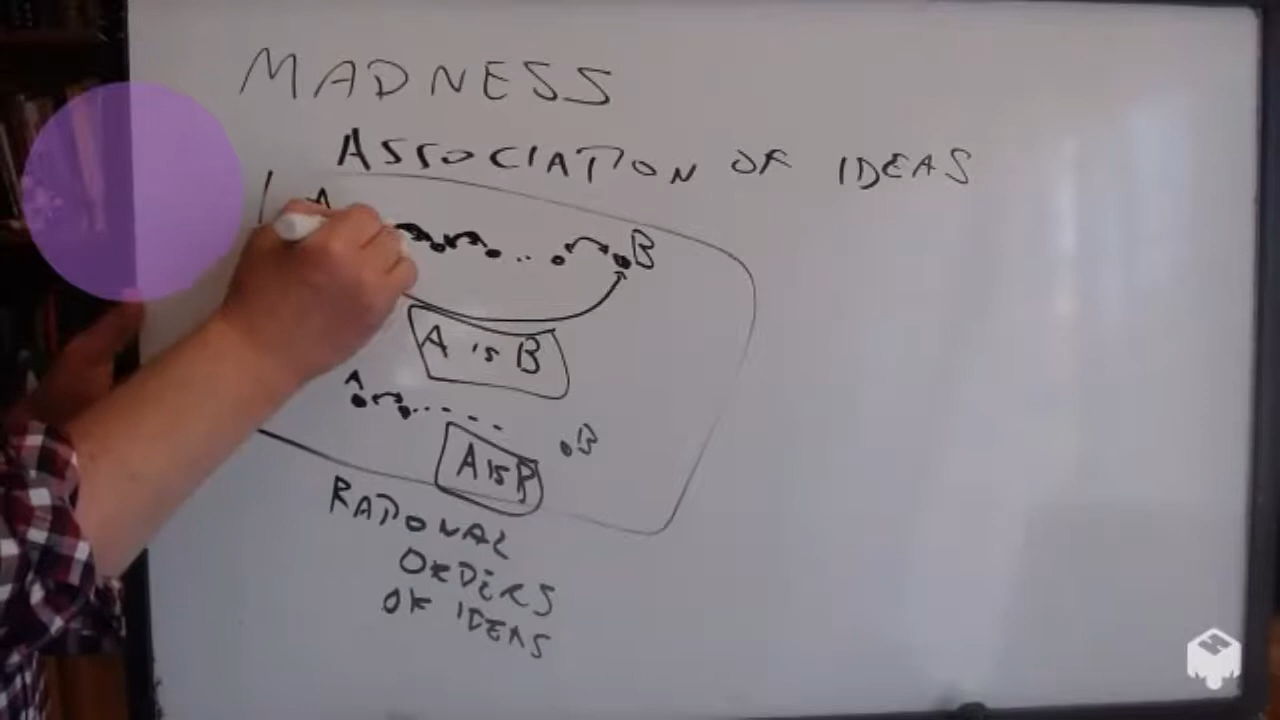 MADNESS
ASSOCIATION OF IDEAS
A
B
A is B
A
B
A is B
RATIONAL
ORDERS
OF IDEAS